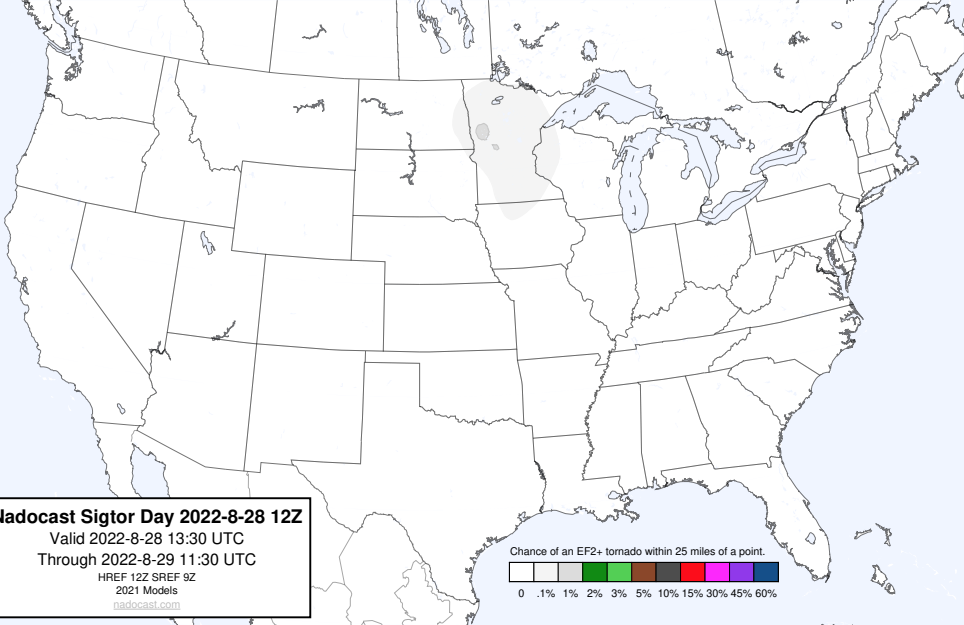 Nadocast Sigtor Day 2022-8-28 12Z
Valid 2022-8-28 13:30 UTC
Through 2022-8-29 11:30 UTC
HREF 12Z SREF 9Z
2021 Models
nadocast.com
Chance of an EF2+ tornado within 25 miles of a point.
0 .1% 1% 2% 3% 5% 10% 15% 30% 45% 60%